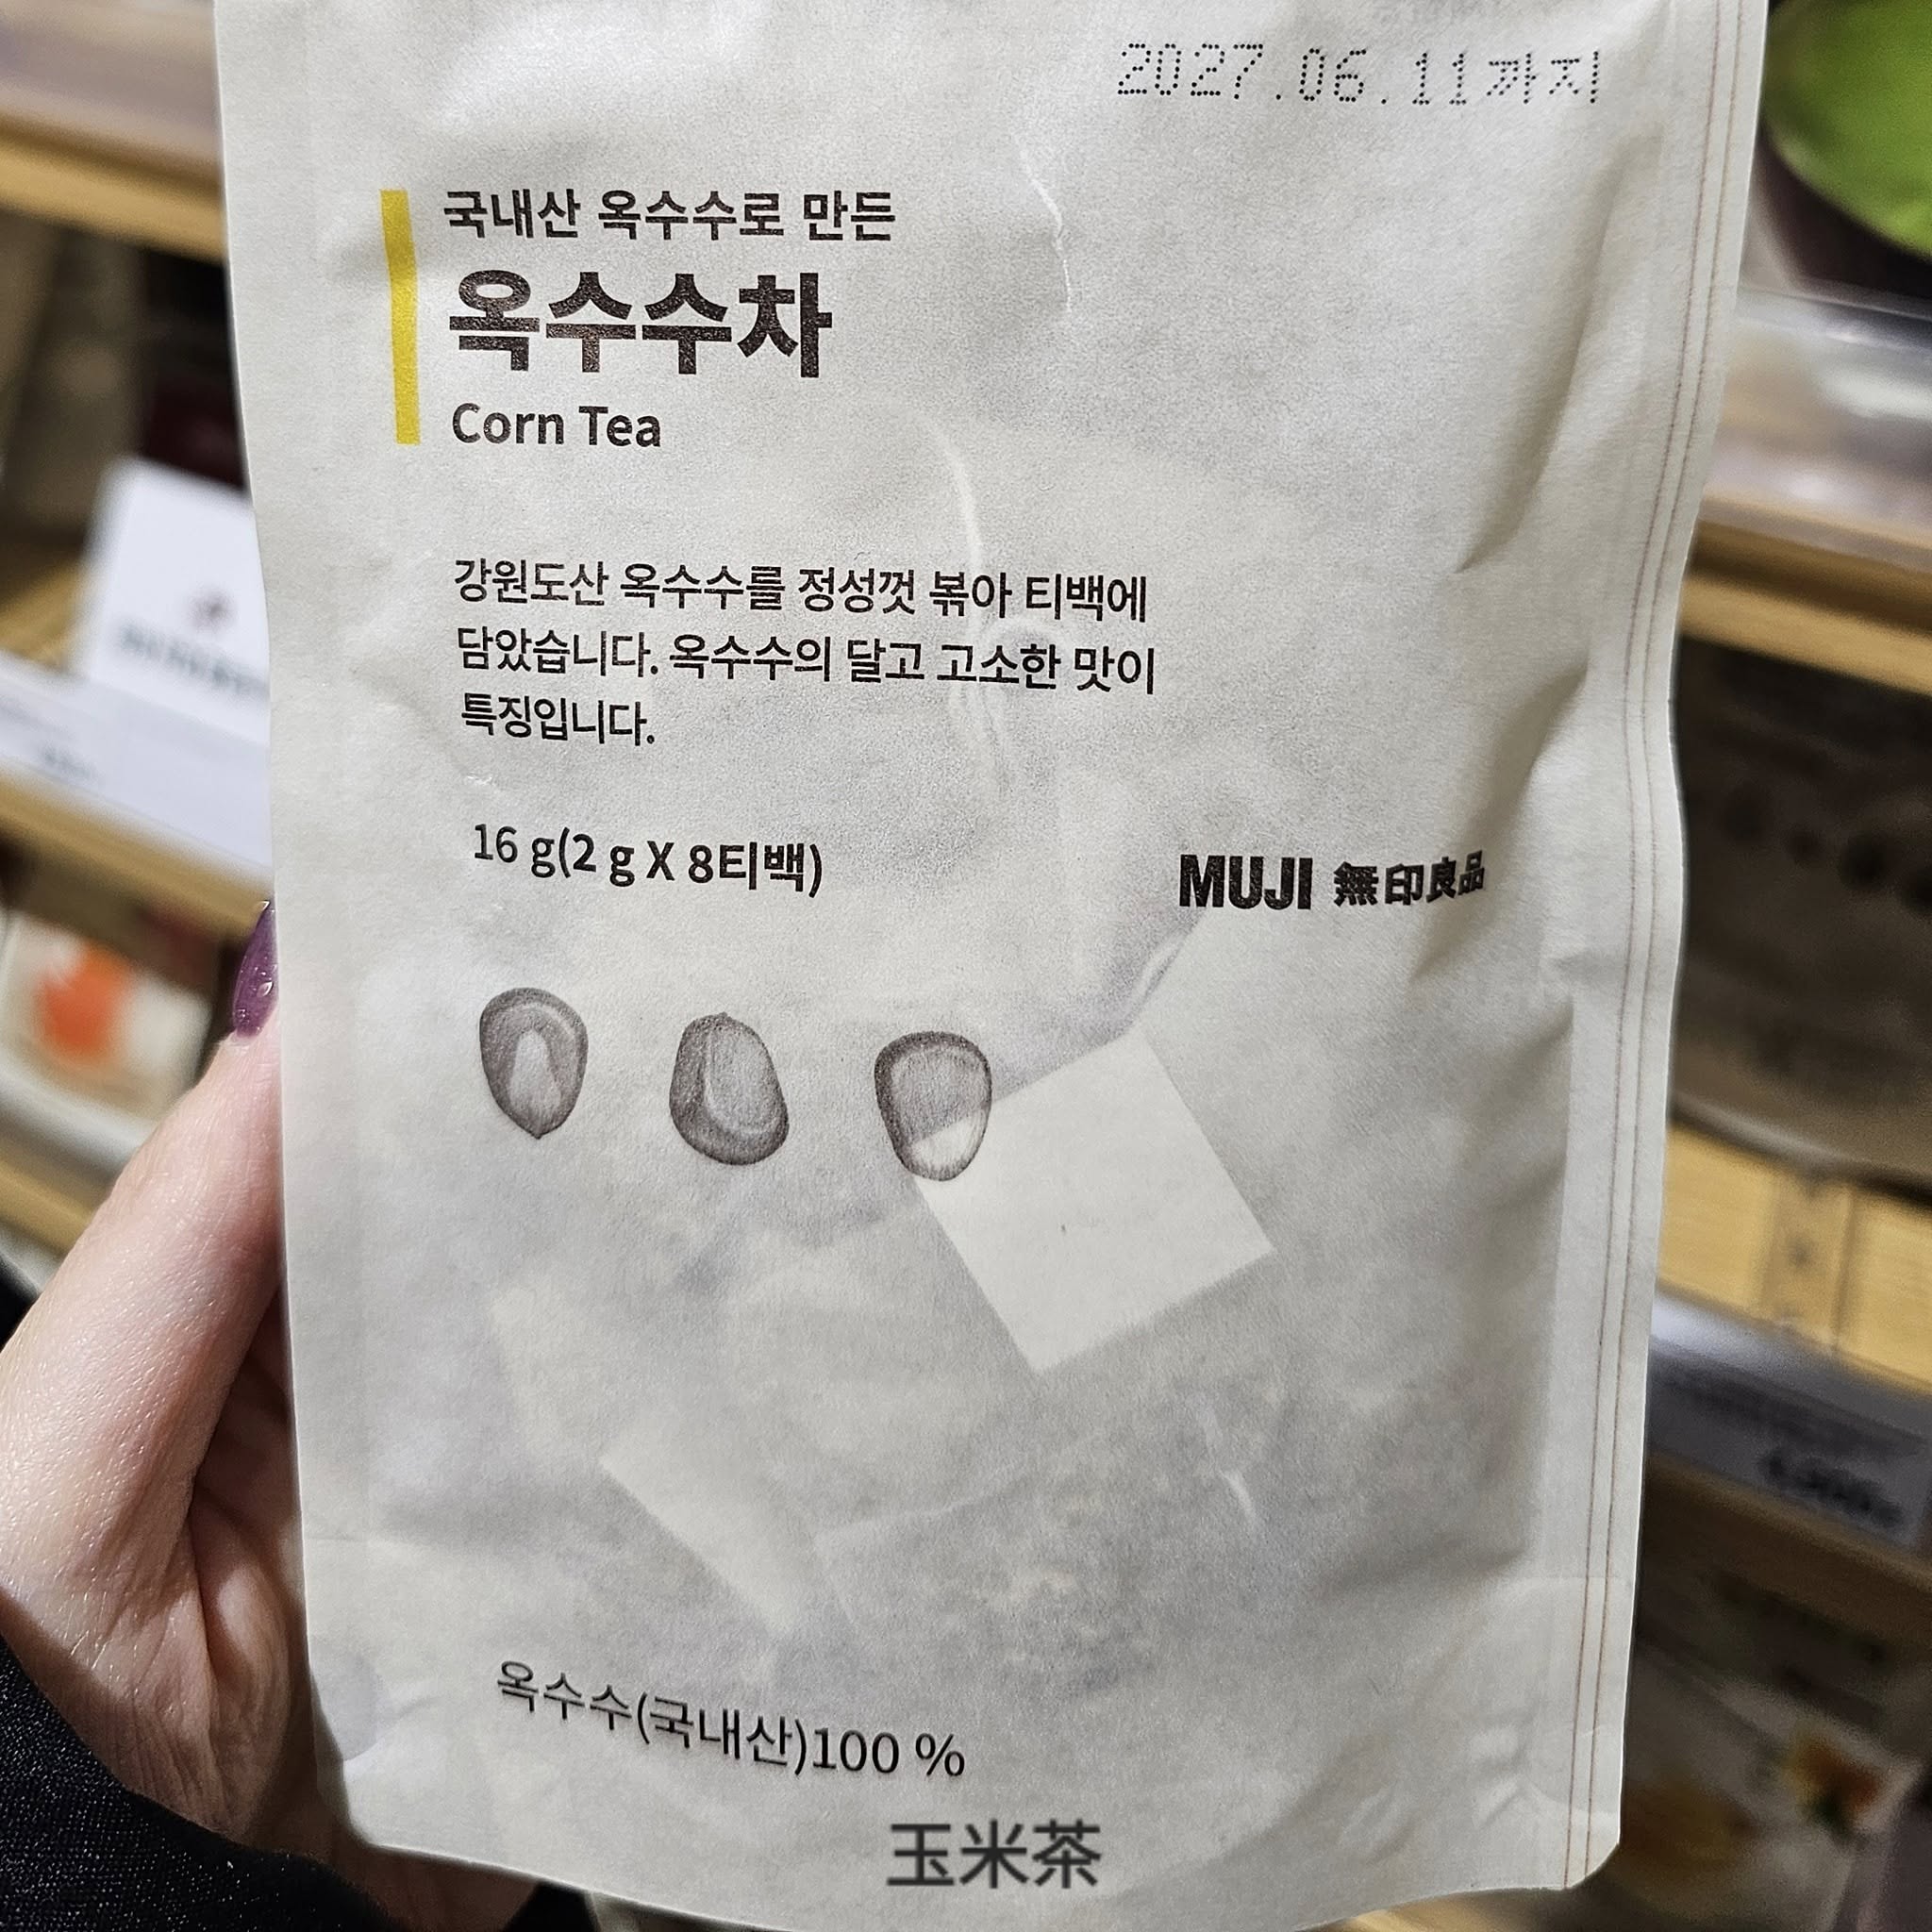 2027.06.11까지
국내산 옥수수로 만든
옥수수차
Corn Tea
강원도산 옥수수를 정성껏 볶아 티백에
담았습니다. 옥수수의 달고 고소한 맛이
특징입니다.
16 g(2 g X 8티백)
MUJI 無印良品
옥수수(국내산)100 %
玉米茶